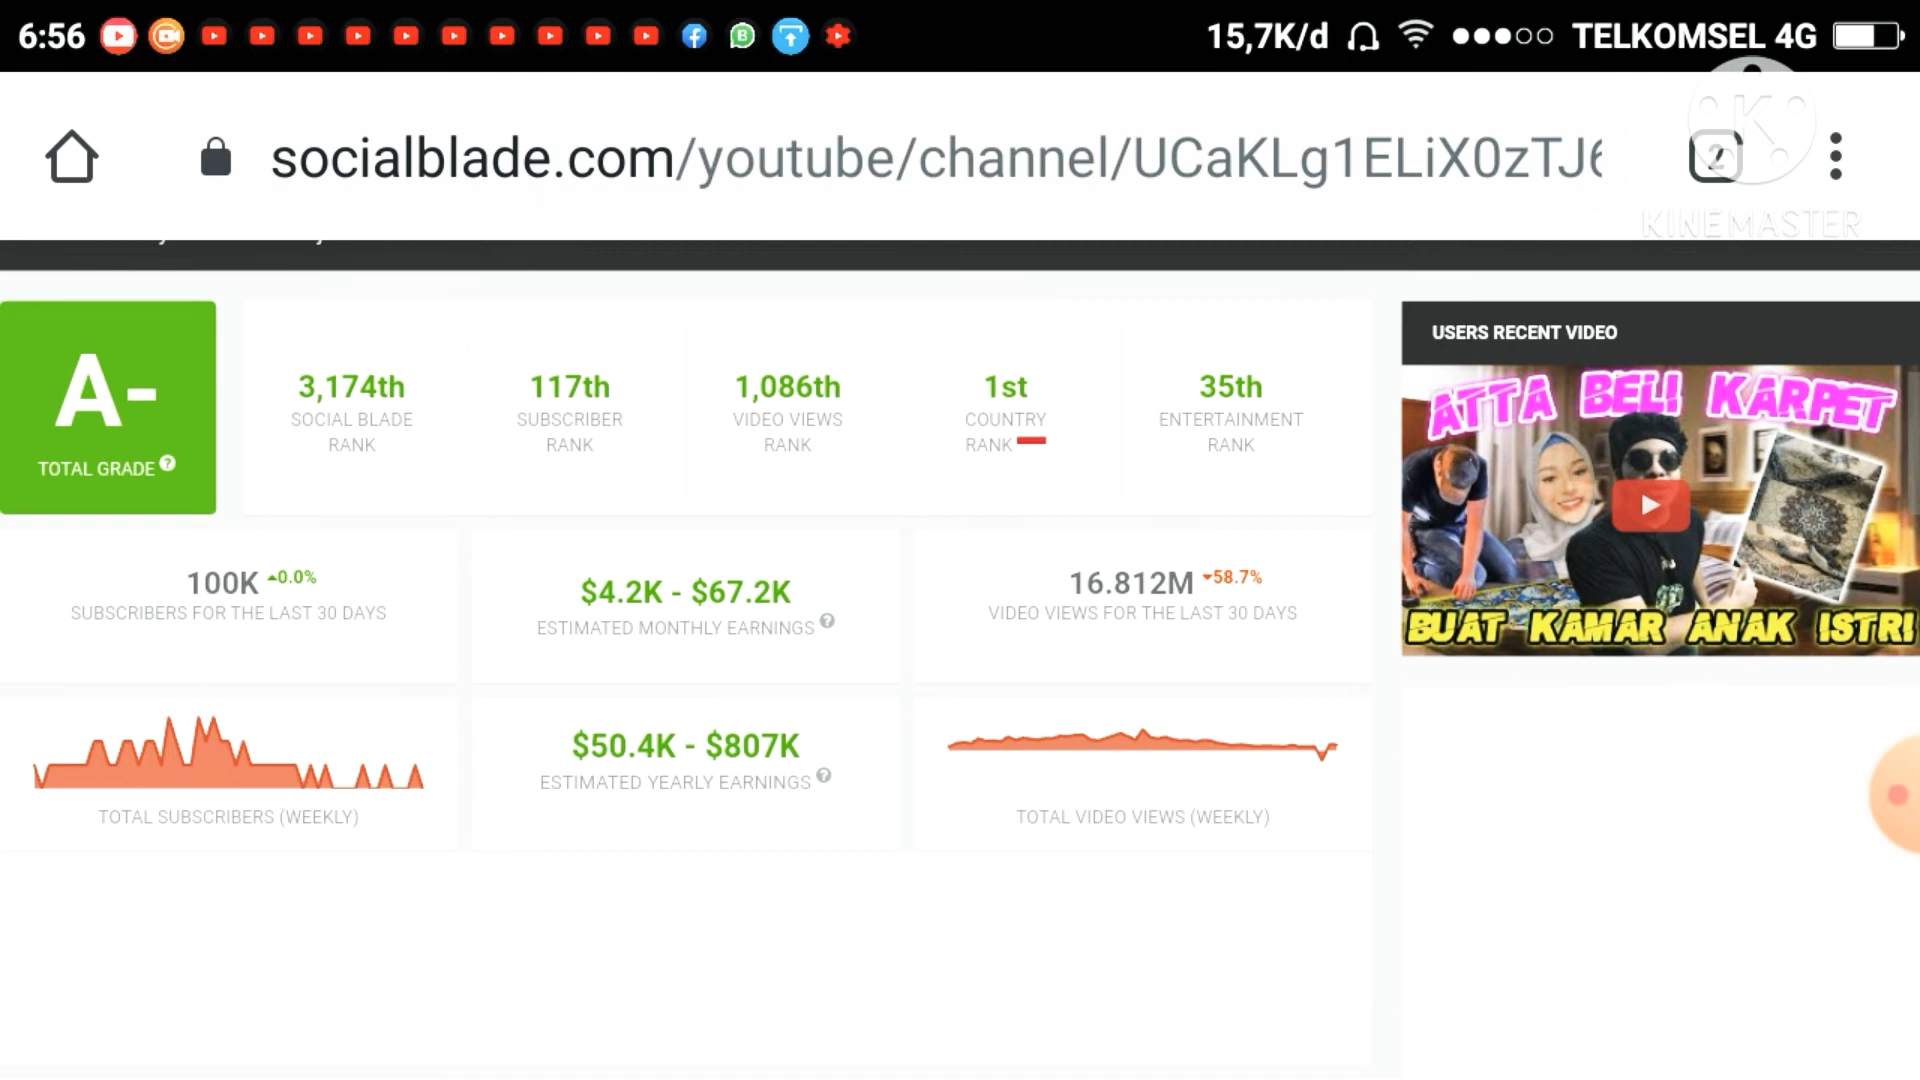 6:56
15,7K/d
TELKOMSEL 4G
socialblade.com/youtube/channel/UCaKLg1ELiX0zTJ6
2
K
KINEMASTER
A-
TOTAL GRADE ?
3,174th
SOCIAL BLADE
RANK
117th
SUBSCRIBER
RANK
1,086th
VIDEO VIEWS
RANK
1st
COUNTRY
RANK
35th
ENTERTAINMENT
RANK
USERS RECENT VIDEO
ATTA BELI KARPET
BUAT KAMAR ANAK ISTRI
100K 0.0%
SUBSCRIBERS FOR THE LAST 30 DAYS
$4.2K - $67.2K
ESTIMATED MONTHLY EARNINGS ?
16.812M 58.7%
VIDEO VIEWS FOR THE LAST 30 DAYS
TOTAL SUBSCRIBERS (WEEKLY)
$50.4K - $807K
ESTIMATED YEARLY EARNINGS ?
TOTAL VIDEO VIEWS (WEEKLY)